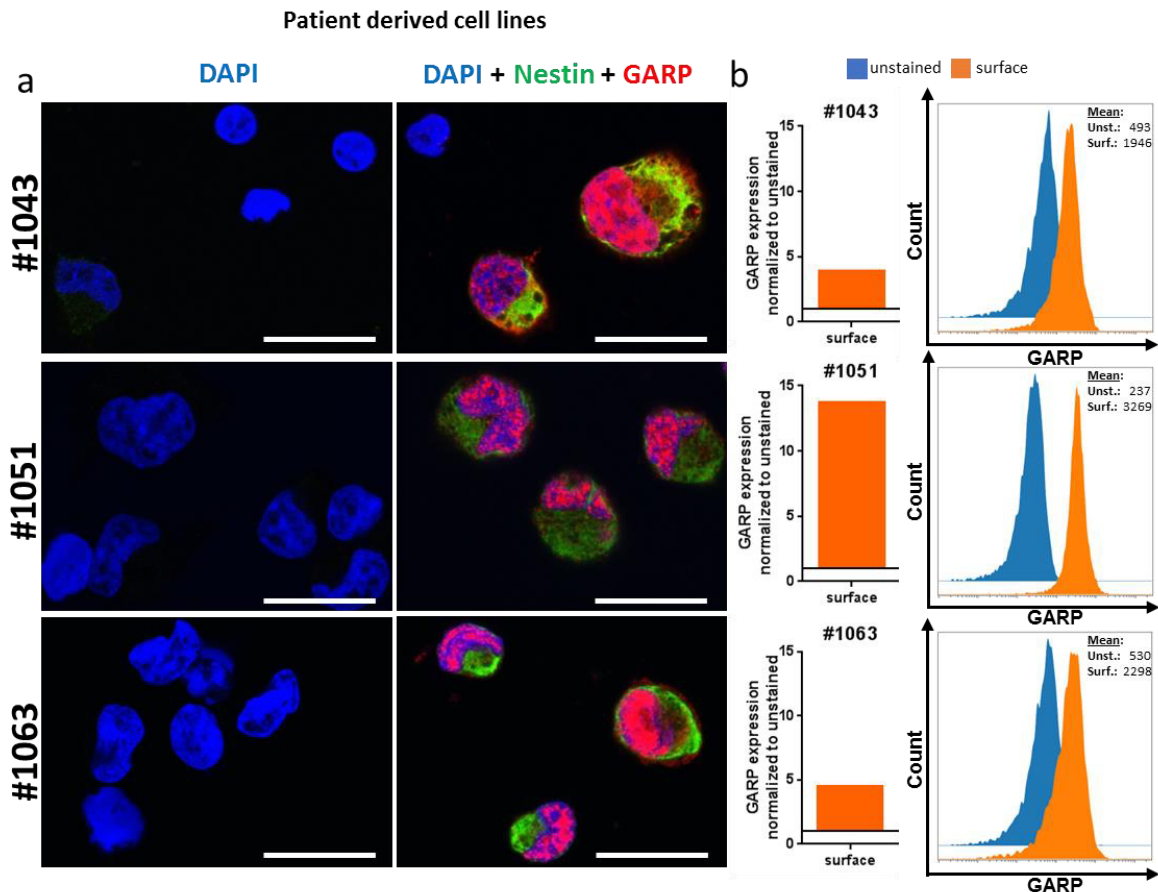 Patient derived cell lines
a
DAPI
DAPI + Nestin + GARP
b
unstained surface
#1043
#1043
15
10
5
0
GARP expression
normalized to unstained
surface
Count
Mean:
Unst.: 493
Surf.: 1946
GARP
#1051
#1051
15
10
5
0
GARP expression
normalized to unstained
surface
Count
Mean:
Unst.: 237
Surf.: 3269
GARP
#1063
#1063
15
10
5
0
GARP expression
normalized to unstained
surface
Count
Mean:
Unst.: 530
Surf.: 2298
GARP